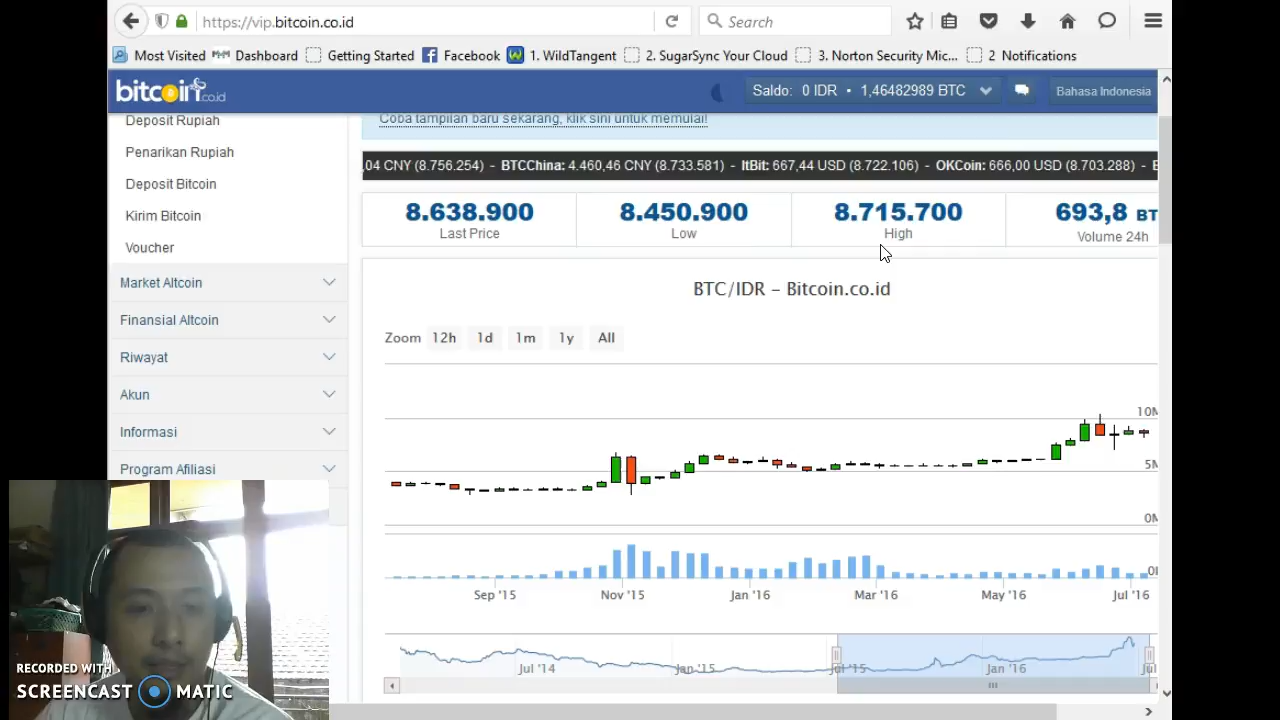 https://vip.bitcoin.co.id
Search
Most Visited
Dashboard
Getting Started
Facebook
1. WildTangent
2. SugarSync Your Cloud
3. Norton Security Mic...
2 Notifications
bitcoin.co.id
Saldo: 0 IDR • 1,46482989 BTC
Bahasa Indonesia
Deposit Rupiah
Penarikan Rupiah
Deposit Bitcoin
Kirim Bitcoin
Voucher
Market Altcoin
Finansial Altcoin
Riwayat
Akun
Informasi
Program Afiliasi
Coba tampilan baru sekarang, klik sini untuk memulai!
,04 CNY (8.756.254) - BTCChina: 4.460,46 CNY (8.733.581) - ItBit: 667,44 USD (8.722.106) - OKCoin: 666,00 USD (8.703.288) -
8.638.900
Last Price
8.450.900
Low
8.715.700
High
693,8 BT
Volume 24h
BTC/IDR – Bitcoin.co.id
Zoom 12h 1d 1m 1y All
10M
5M
0M
Sep '15 Nov '15 Jan '16 Mar '16 May '16 Jul '16
Jul '14 Jan '15 Jul '15 Jan '16
RECORDED WITH
SCREENCAST MATIC